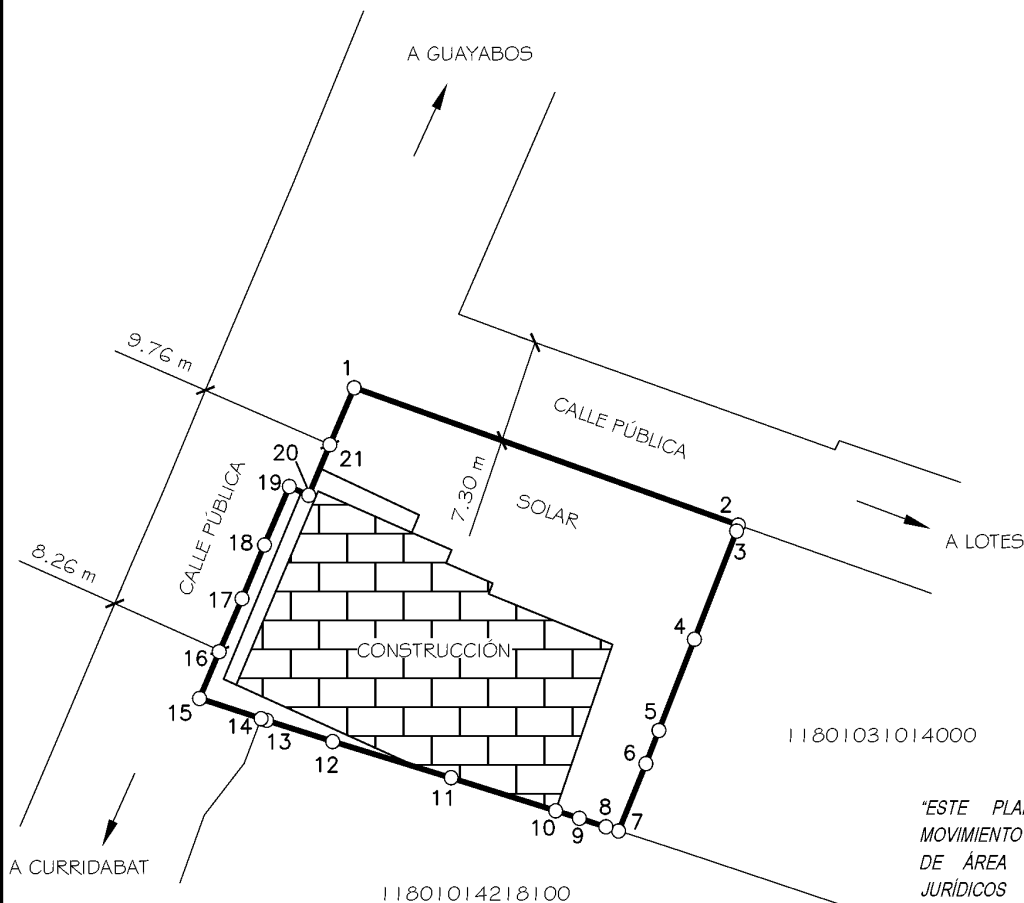 A GUAYABOS
9.76 m
1
CALLE PÚBLICA
20
21
19
7.30 m
SOLAR
2
3
A LOTES
CALLE PÚBLICA
18
8.26 m
17
4
CONSTRUCCIÓN
16
15
5
14
13
11801031014000
6
12
11
10
9
8
7
"ESTE PLA
MOVIMIENTO
DE ÁREA
JURÍDICOS
A CURRIDABAT
11801014218100